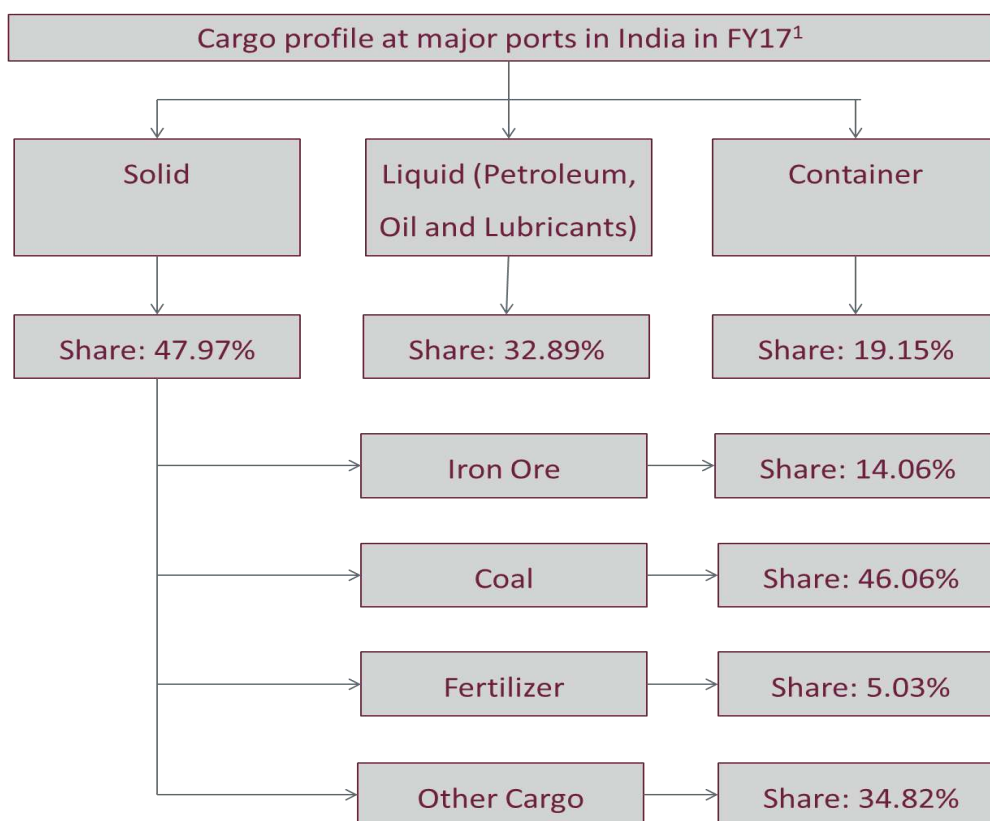 Cargo profile at major ports in India in FY17¹
Solid
Liquid (Petroleum,
Oil and Lubricants)
Container
Share: 47.97%
Share: 32.89%
Share: 19.15%
Iron Ore
Share: 14.06%
Coal
Share: 46.06%
Fertilizer
Share: 5.03%
Other Cargo
Share: 34.82%